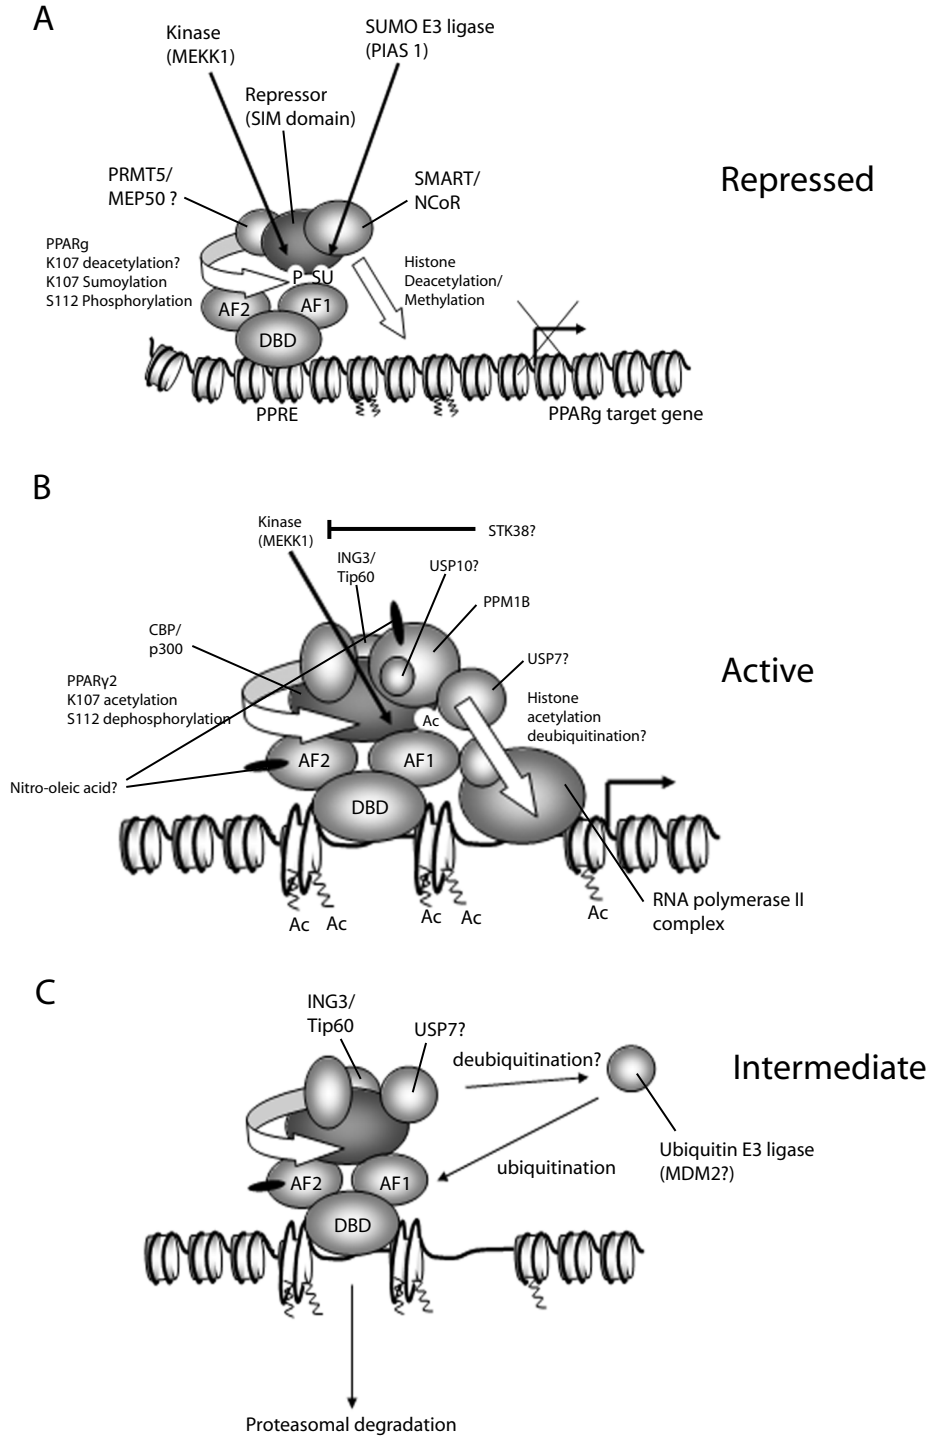 A
Kinase
(MEKK1)
SUMO E3 ligase
(PIAS 1)
Repressor
(SIM domain)
PRMT5/
MEP50 ?
SMART/
NCoR
Repressed
PPARg
K107 deacetylation?
K107 Sumoylation
S112 Phosphorylation
Histone
Deacetylation/
Methylation
P SU
AF2
AF1
DBD
PPRE
PPARg target gene
B
Kinase
(MEKK1)
STK38?
ING3/
Tip60
USP10?
PPM1B
CBP/
p300
USP7?
Active
PPARγ2
K107 acetylation
S112 dephosphorylation
Histone
acetylation
deubiquitination?
Ac
Nitro-oleic acid?
AF2
AF1
DBD
RNA polymerase II
complex
Ac
Ac
Ac
Ac
Ac
C
ING3/
Tip60
USP7?
deubiquitination?
Intermediate
Ubiquitin E3 ligase
(MDM2?)
ubiquitination
AF2
AF1
DBD
Proteasomal degradation